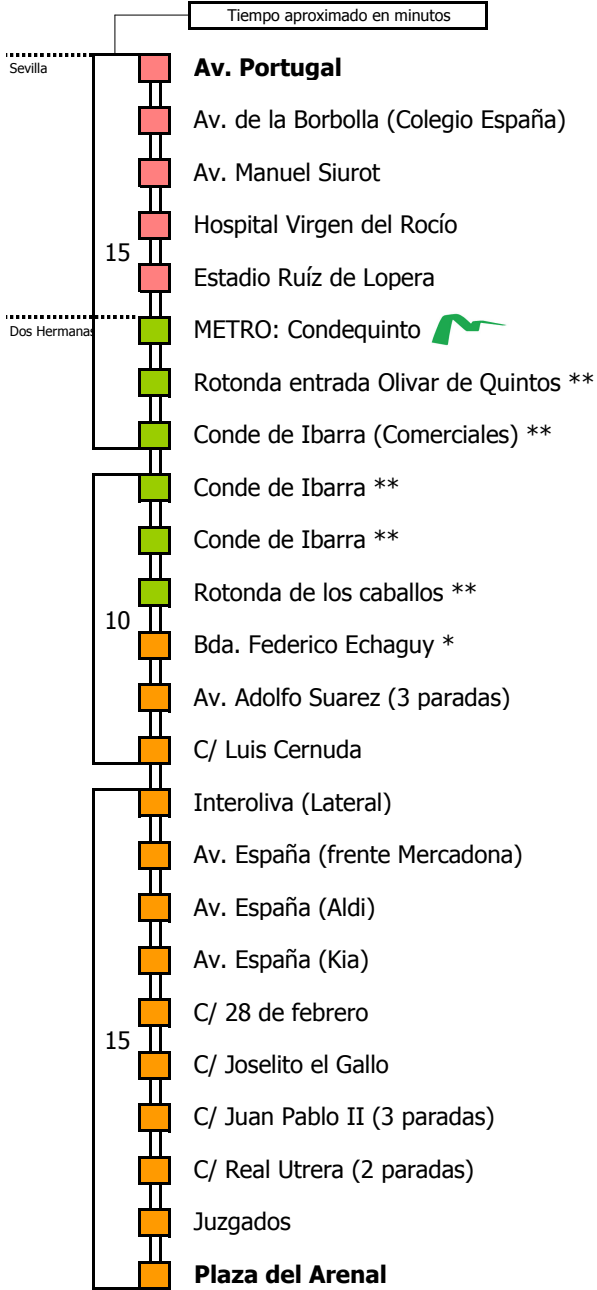 Tiempo aproximado en minutos
Sevilla
Av. Portugal
Av. de la Borbolla (Colegio España)
Av. Manuel Siurot
Hospital Virgen del Rocío
15
Estadio Ruíz de Lopera
Dos Hermanas
METRO: Condequinto
Rotonda entrada Olivar de Quintos **
Conde de Ibarra (Comerciales) **
Conde de Ibarra **
Conde de Ibarra **
Rotonda de los caballos **
10
Bda. Federico Echaguy *
Av. Adolfo Suarez (3 paradas)
C/ Luis Cernuda
Interoliva (Lateral)
Av. España (frente Mercadona)
Av. España (Aldi)
Av. España (Kia)
C/ 28 de febrero
15
C/ Joselito el Gallo
C/ Juan Pablo II (3 paradas)
C/ Real Utrera (2 paradas)
Juzgados
Plaza del Arenal